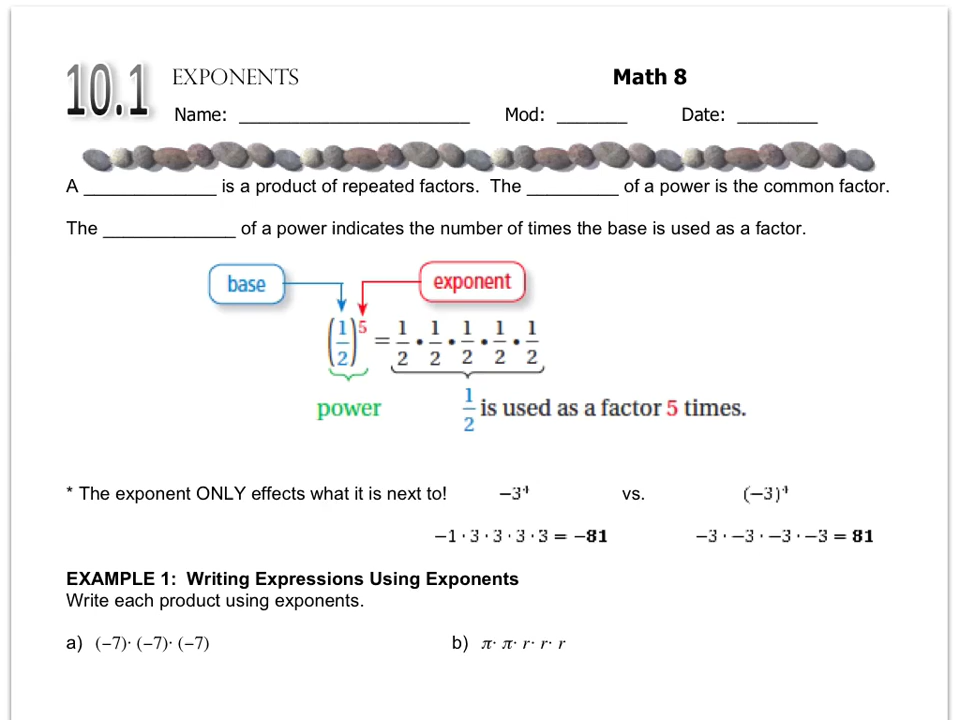 10.1 EXPONENTS Math 8
Name: _______________________ Mod: _______ Date: ________
A _____________ is a product of repeated factors. The _________ of a power is the common factor.
The _____________ of a power indicates the number of times the base is used as a factor.
base exponent
(1/2)⁵ = 1/2 • 1/2 • 1/2 • 1/2 • 1/2
power 1/2 is used as a factor 5 times.
* The exponent ONLY effects what it is next to! −3⁴ vs. (−3)⁴
−1 · 3 · 3 · 3 · 3 = −81 −3 · −3 · −3 · −3 = 81
EXAMPLE 1: Writing Expressions Using Exponents
Write each product using exponents.
a) (−7)· (−7)· (−7) b) π· π· r· r· r